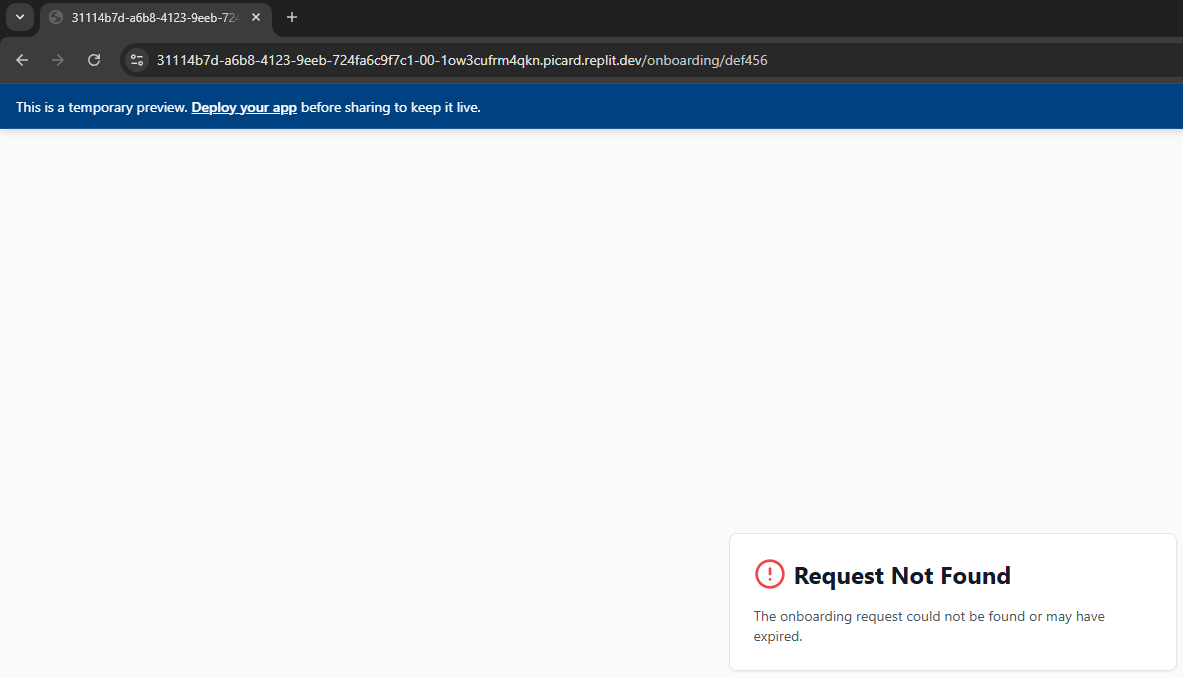 31114b7d-a6b8-4123-9eeb-724
31114b7d-a6b8-4123-9eeb-724fa6c9f7c1-00-1ow3cufrm4qkn.picard.replit.dev/onboarding/def456
This is a temporary preview. Deploy your app before sharing to keep it live.
Request Not Found
The onboarding request could not be found or may have
expired.